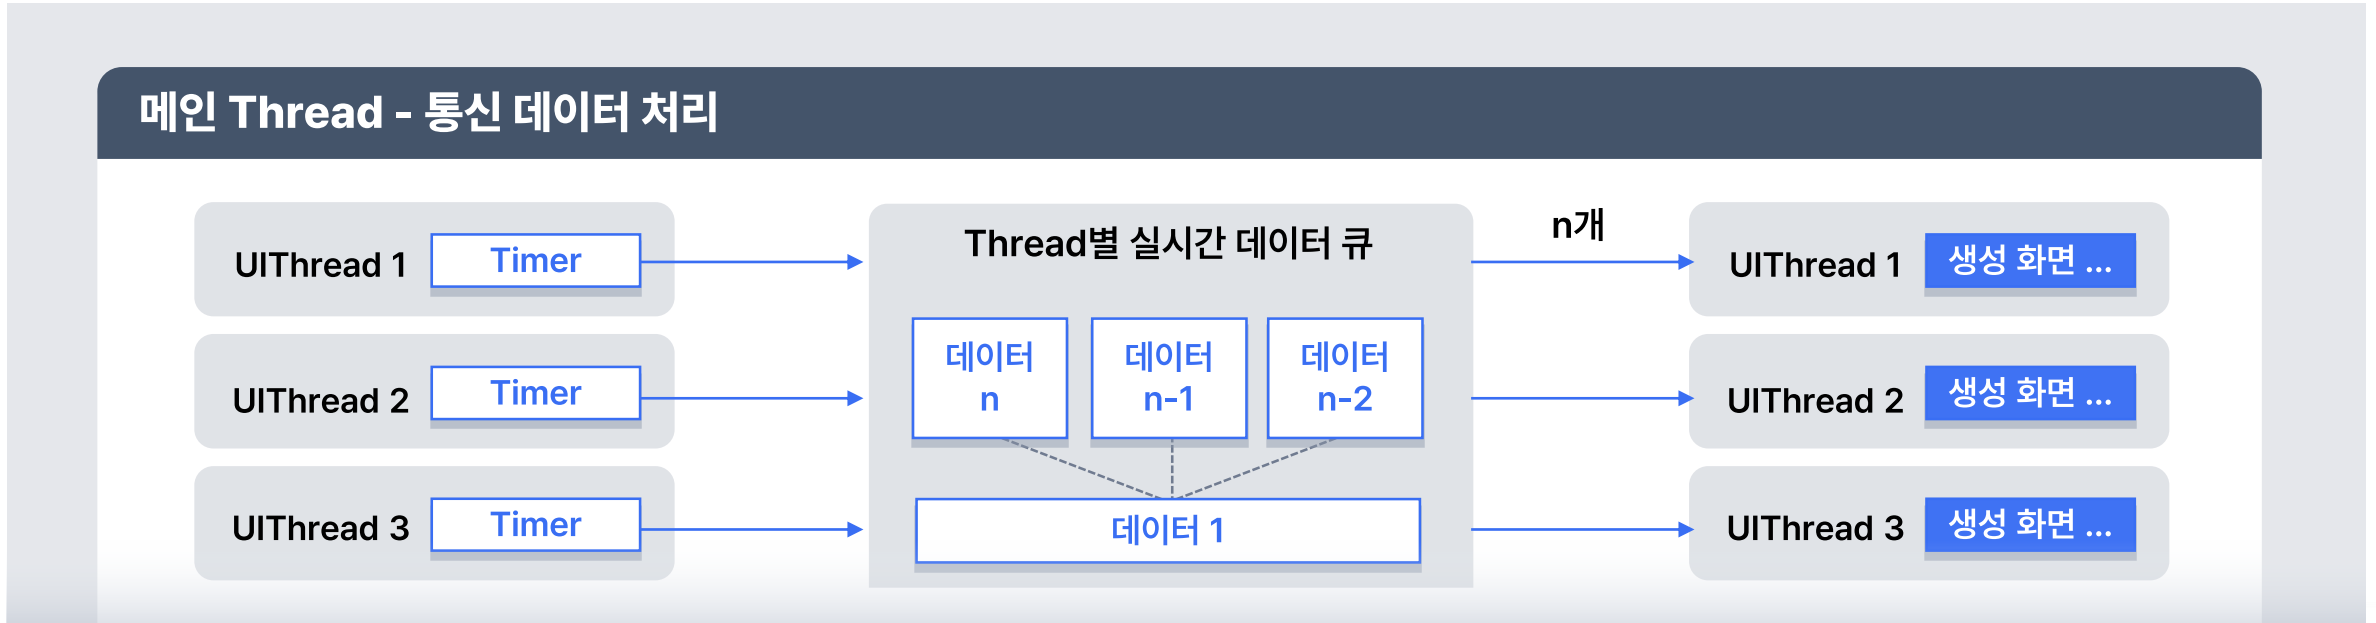 메인 Thread - 통신 데이터 처리
UIThread 1
Timer
UIThread 2
Timer
UIThread 3
Timer
Thread별 실시간 데이터 큐
데이터
n
데이터
n-1
데이터
n-2
데이터 1
n개
UIThread 1
생성 화면 ...
UIThread 2
생성 화면 ...
UIThread 3
생성 화면 ...